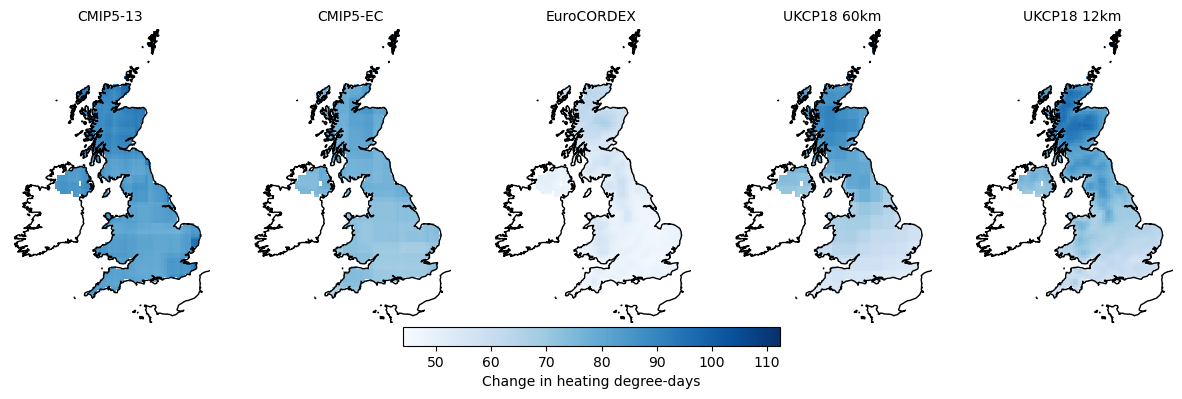 CMIP5-13
CMIP5-EC
EuroCORDEX
UKCP18 60km
UKCP18 12km
50 60 70 80 90 100 110
Change in heating degree-days